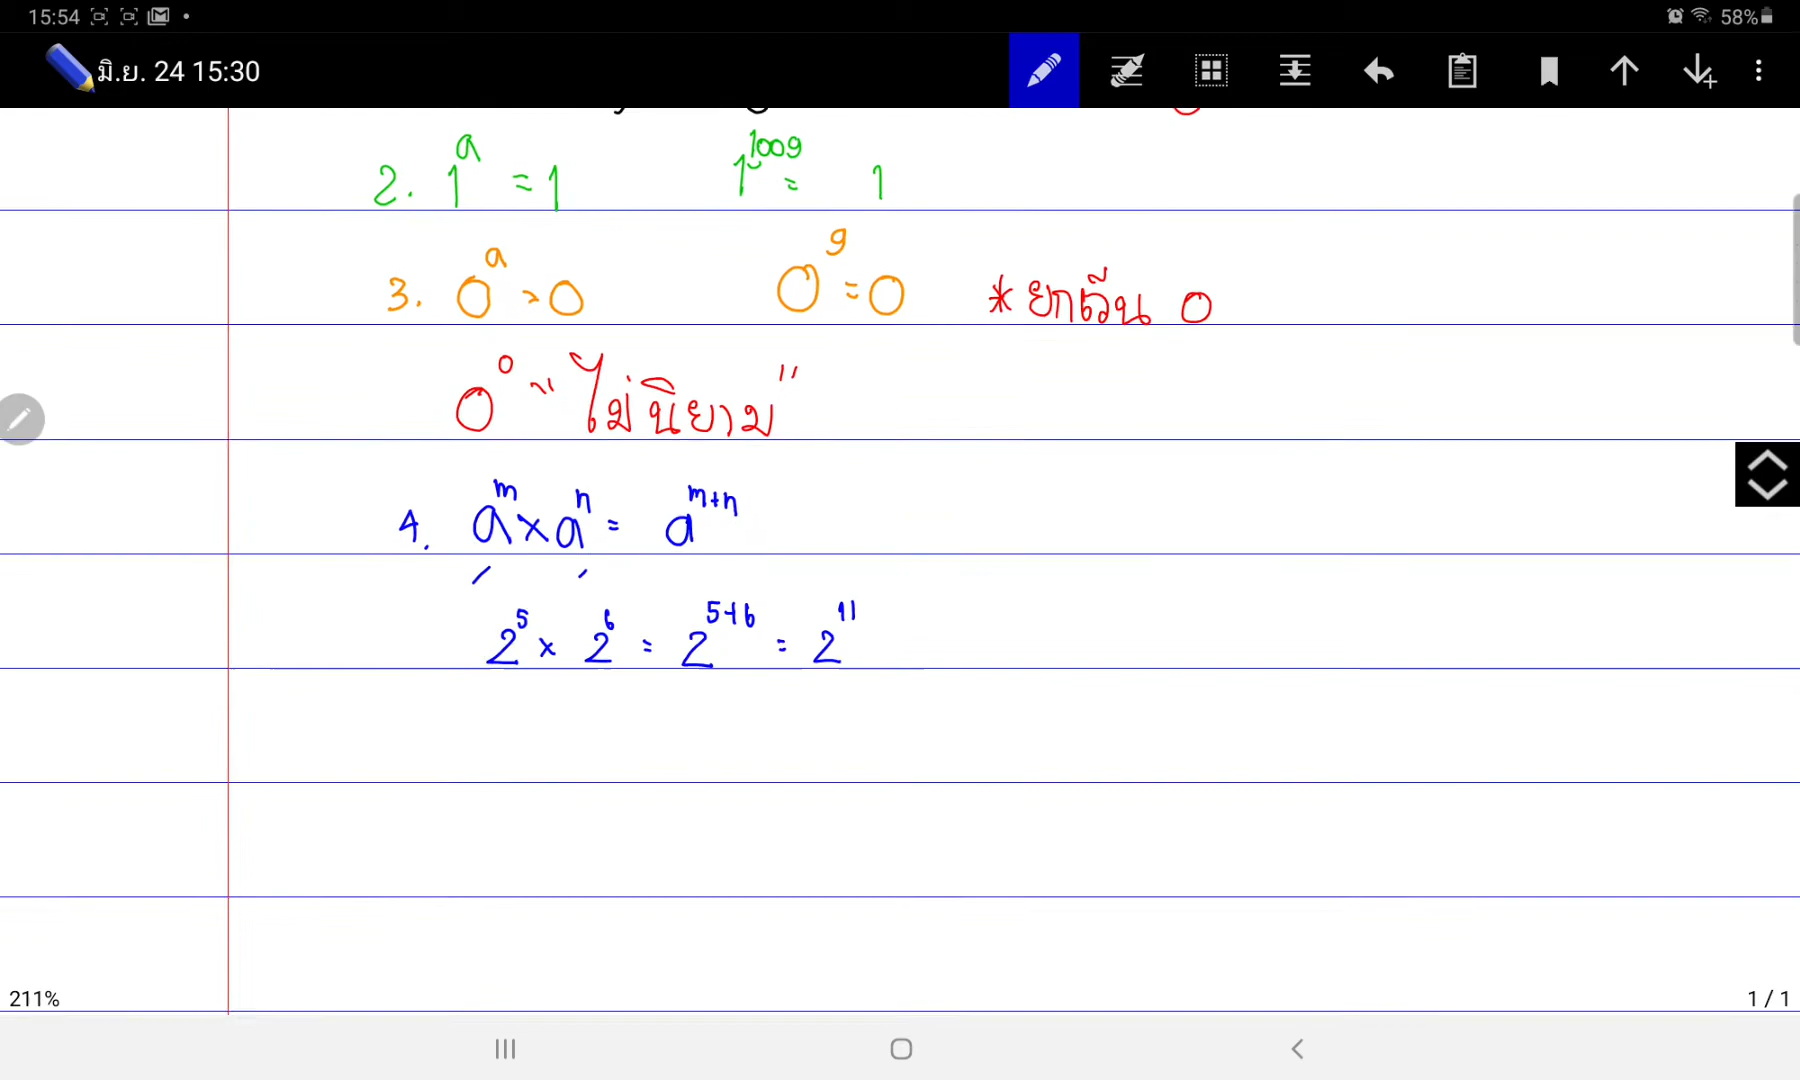 15:54 58%
มิ.ย. 24 15:30
2. 1^a = 1 1^1009 = 1
3. 0^a = 0 0^9 = 0 *ยกเว้น 0
0^0 = "ไม่นิยาม"
4. a^m × a^n = a^m+n
2^5 × 2^6 = 2^5+6 = 2^11
211% 1 / 1